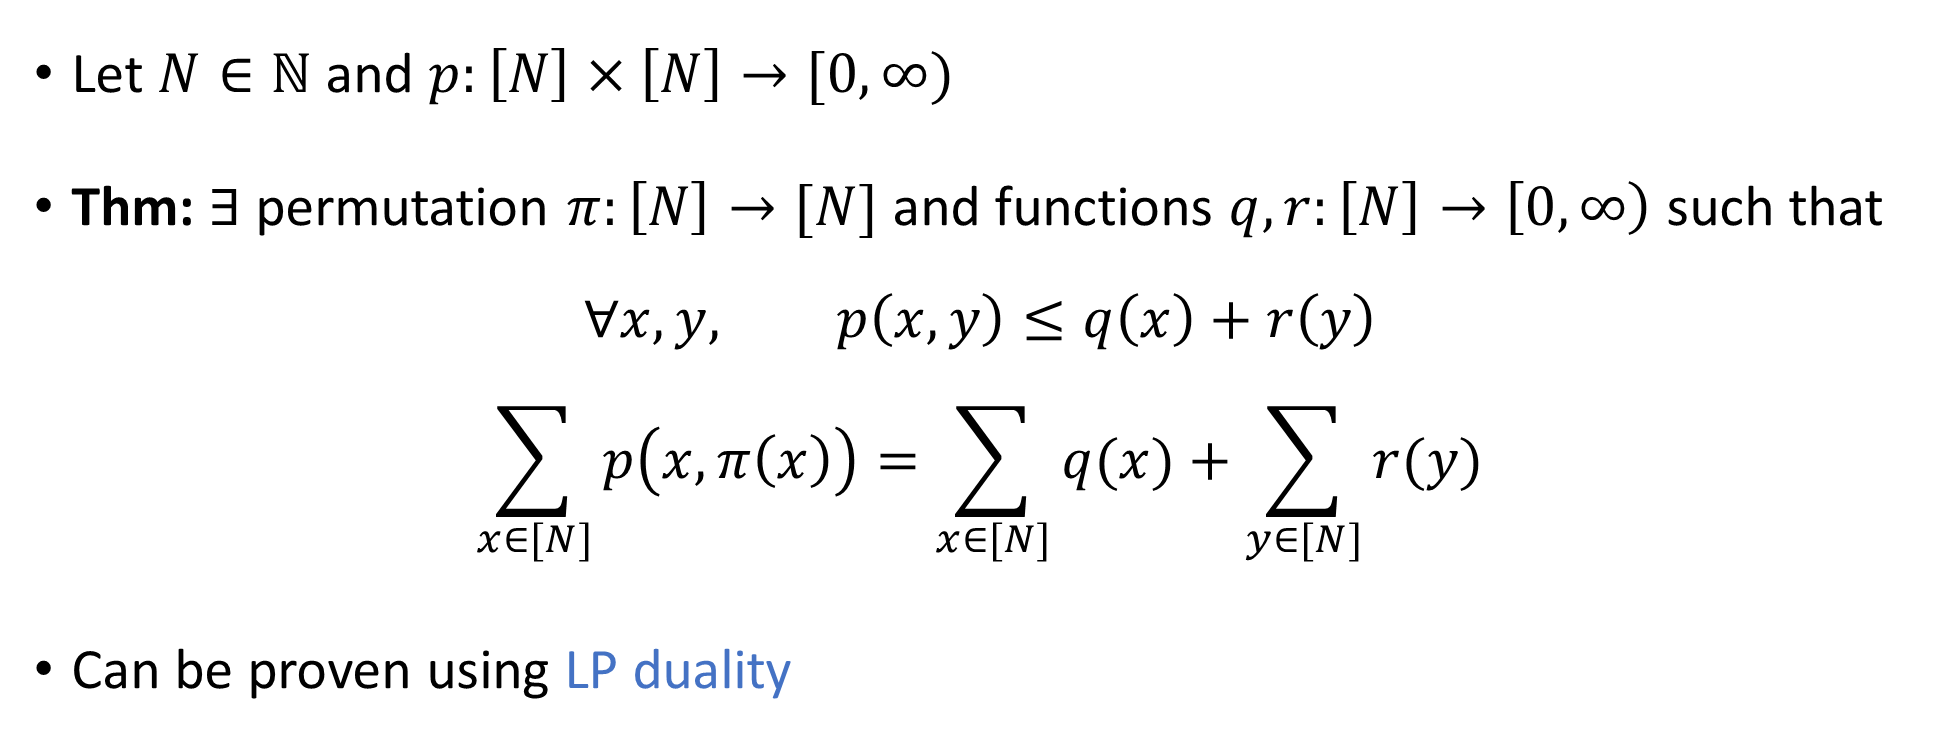 • Let N ∈ ℕ and p: [N] × [N] → [0, ∞)
• Thm: ∃ permutation π: [N] → [N] and functions q, r: [N] → [0, ∞) such that
∀x, y, p(x, y) ≤ q(x) + r(y)
∑_{x∈[N]} p(x, π(x)) = ∑_{x∈[N]} q(x) + ∑_{y∈[N]} r(y)
• Can be proven using LP duality